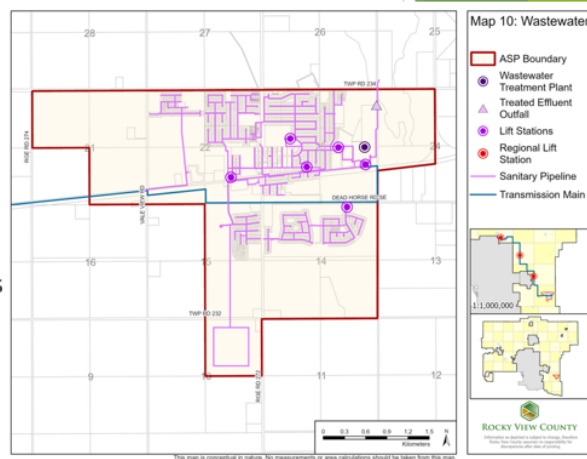 Map 10: Wastewater
ASP Boundary
Wastewater
Treatment Plant
Treated Effluent
Outfall
Lift Stations
Regional Lift
Station
Sanitary Pipeline
Transmission Main
28
27
26
25
TWP RD 234
RGE RD 274
21
22
24
VALE VIEW RD
DEAD HORSE RD SE
16
15
14
TWP RD 232
9
10
11
12
RGE RD 272
0 0.3 0.6 0.9 1.2 1.5
Kilometers
N
This map is conceptual in nature. No measurements or area calculations should be taken from this map.
1:1,000,000
ROCKY VIEW COUNTY
s